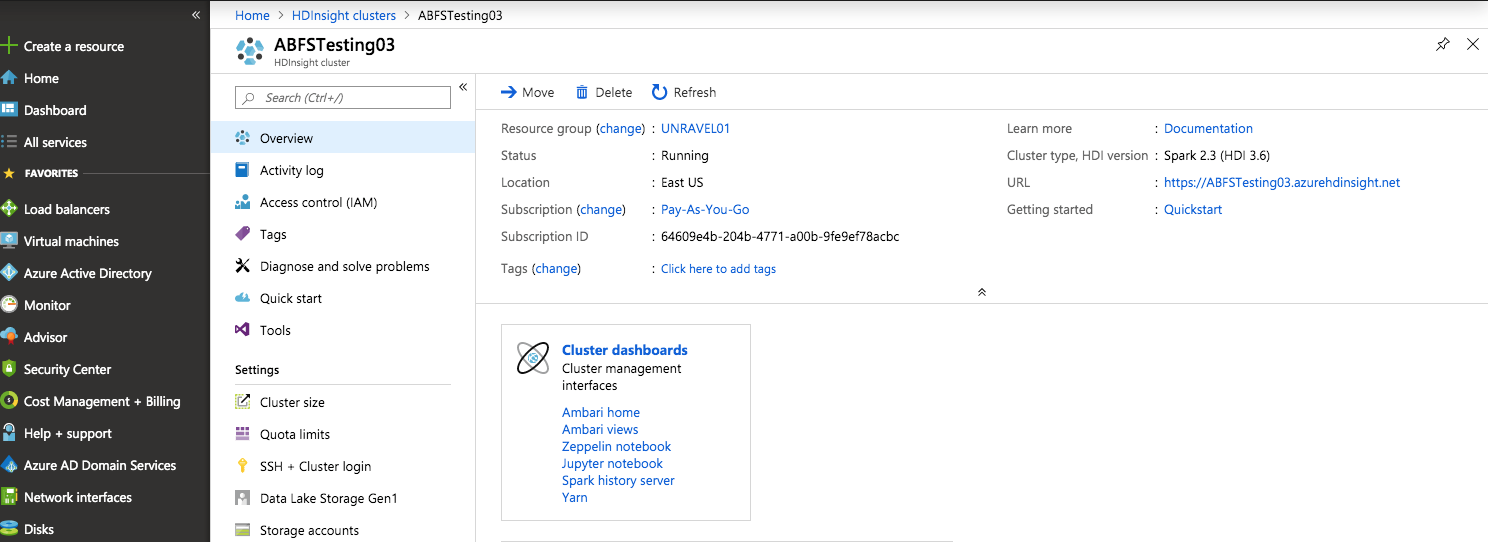 «
Create a resource
Home
Dashboard
All services
FAVORITES
Load balancers
Virtual machines
Azure Active Directory
Monitor
Advisor
Security Center
Cost Management + Billing
Help + support
Azure AD Domain Services
Network interfaces
Disks
Home > HDInsight clusters > ABFSTesting03
ABFSTesting03
HDInsight cluster
Search (Ctrl+/)
«
Overview
Activity log
Access control (IAM)
Tags
Diagnose and solve problems
Quick start
Tools
Settings
Cluster size
Quota limits
SSH + Cluster login
Data Lake Storage Gen1
Storage accounts
Move Delete Refresh
Resource group (change) : UNRAVEL01
Status : Running
Location : East US
Subscription (change) : Pay-As-You-Go
Subscription ID : 64609e4b-204b-4771-a00b-9fe9ef78acbc
Tags (change) : Click here to add tags
Learn more : Documentation
Cluster type, HDI version : Spark 2.3 (HDI 3.6)
URL : https://ABFSTesting03.azurehdinsight.net
Getting started : Quickstart
Cluster dashboards
Cluster management
interfaces
Ambari home
Ambari views
Zeppelin notebook
Jupyter notebook
Spark history server
Yarn